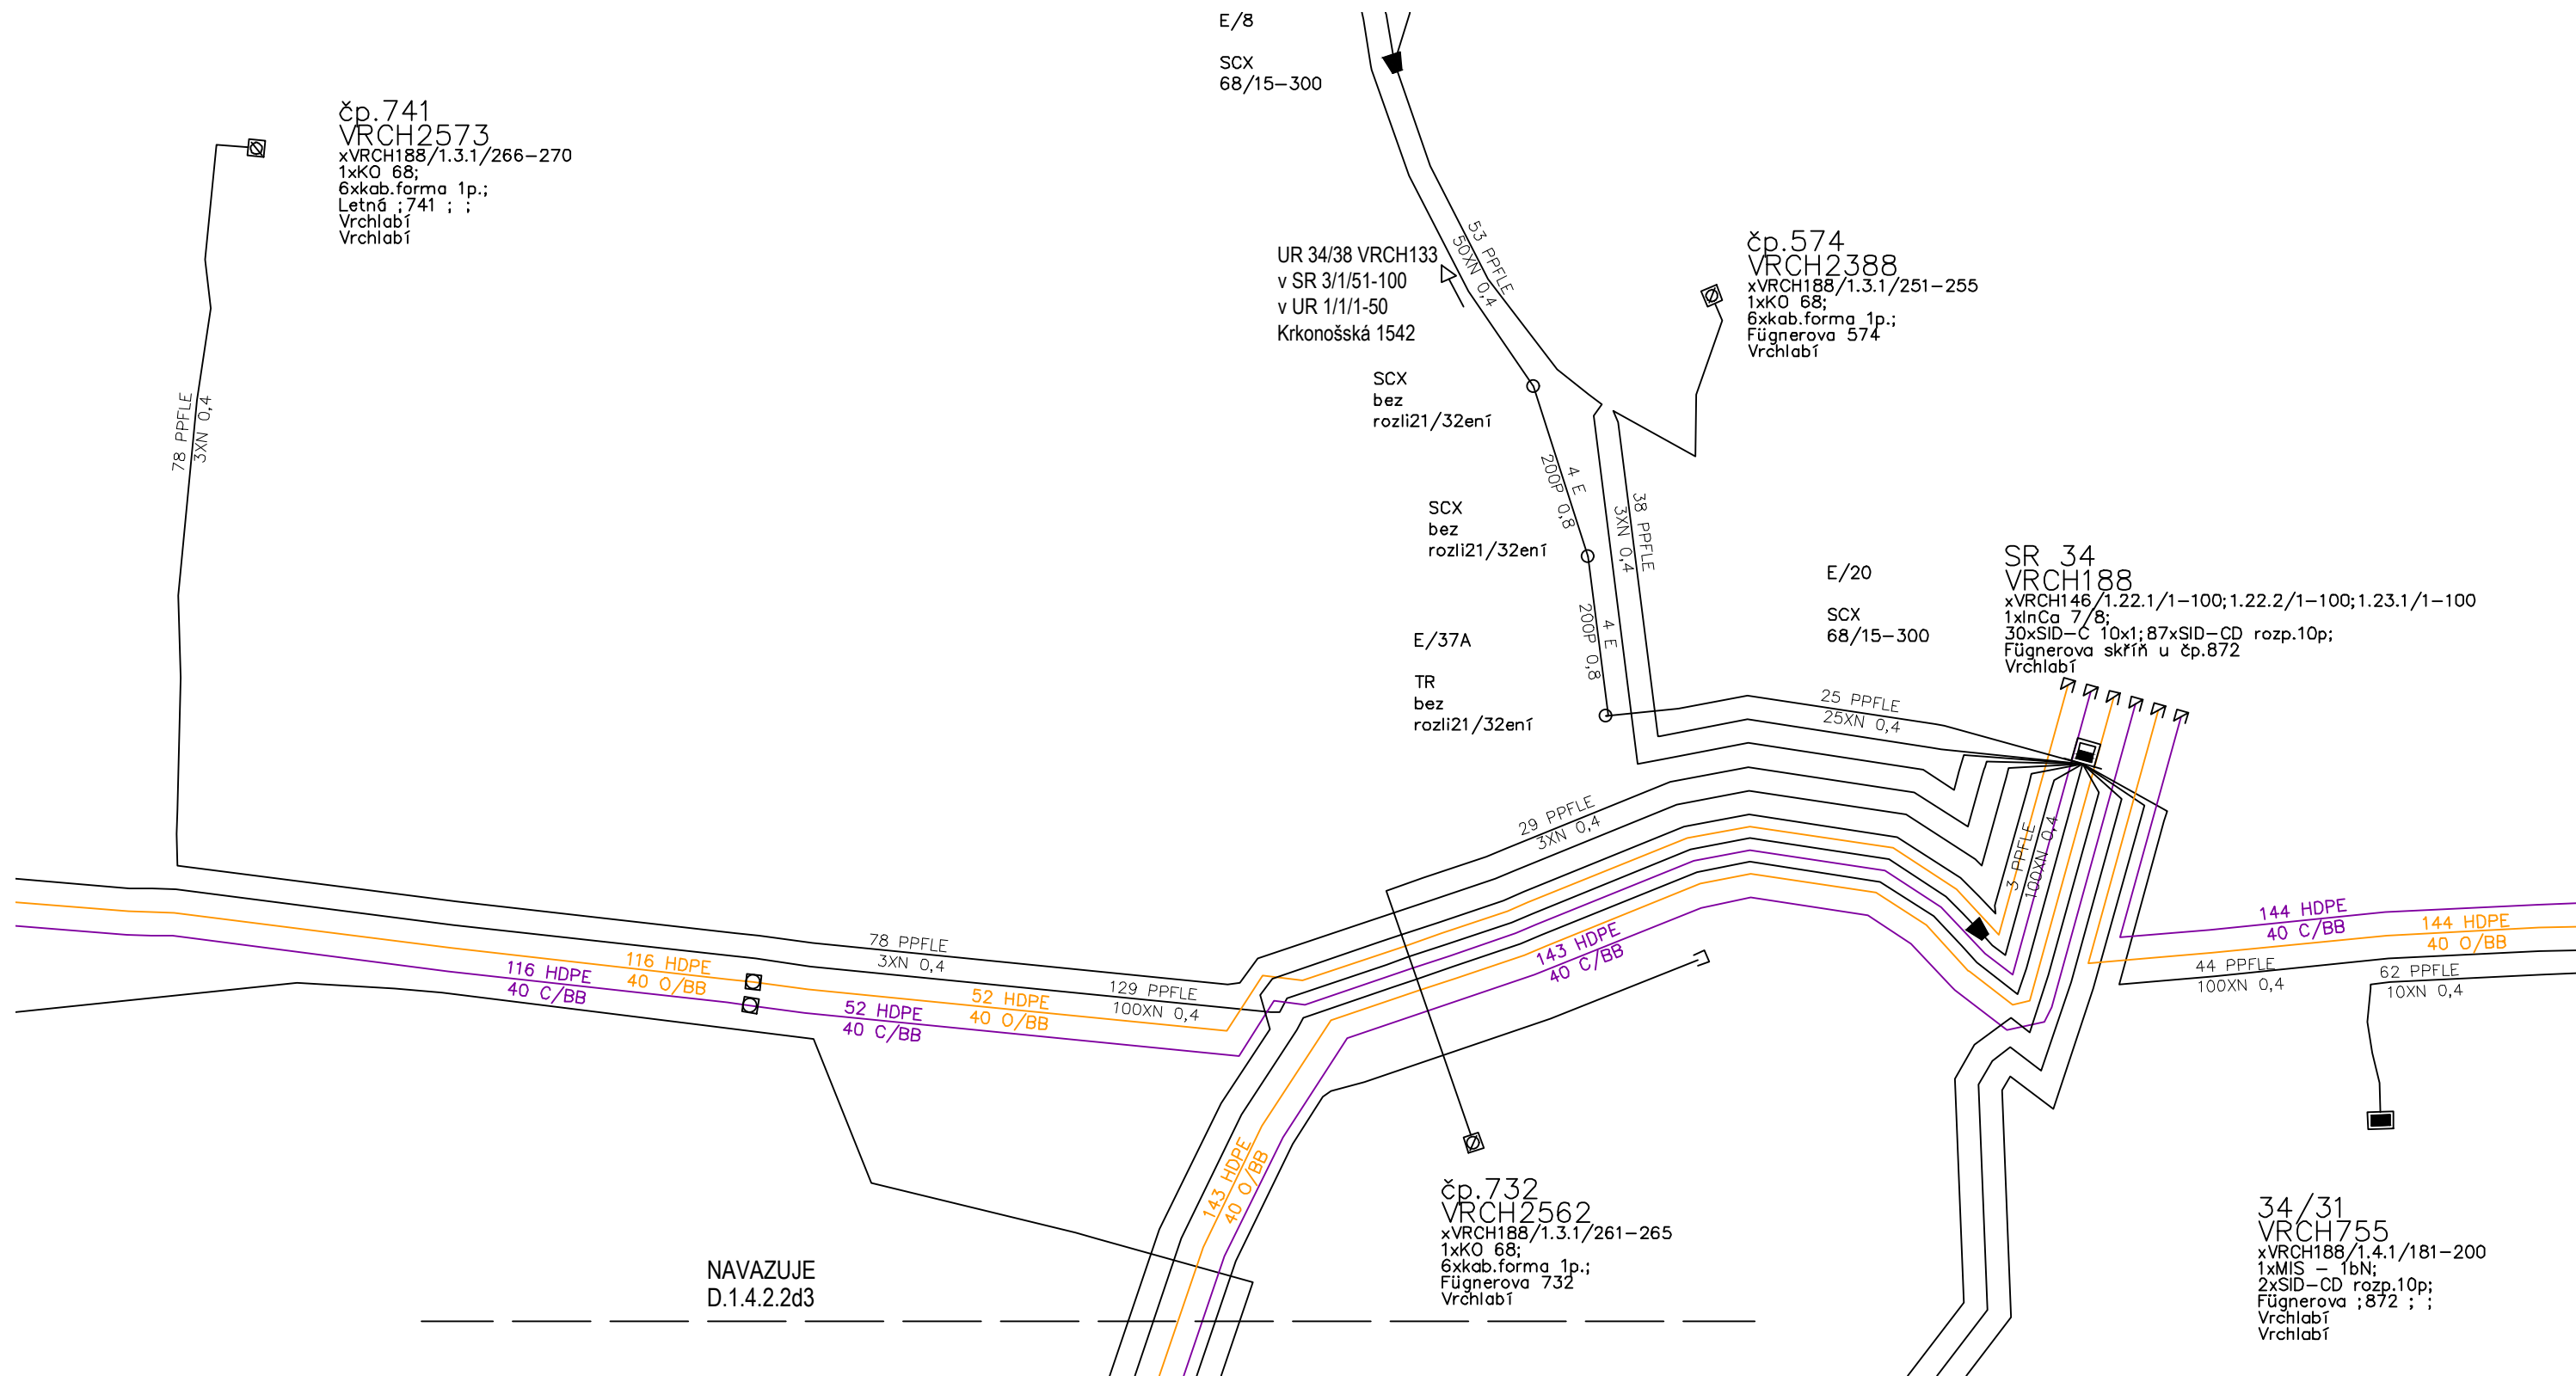 E/8
SCX
68/15-300
čp.741
VRCH2573
xVRCH188/1.3.1/266-270
1xKO 68;
6xkab.forma 1p.;
Letná ;741 ; ;
Vrchlabí
Vrchlabí
53 PPFLE
50XN 0,4
UR 34/38 VRCH133
v SR 3/1/51-100
v UR 1/1/1-50
Krkonošská 1542
čp.574
VRCH2388
xVRCH188/1.3.1/251-255
1xKO 68;
6xkab.forma 1p.;
Fügnerova 574
Vrchlabí
SCX
bez
rozli21/32ení
78 PPFLE
3XN 0,4
4 E
200P 0,8
38 PPFLE
3XN 0,4
SCX
bez
rozli21/32ení
4 E
200P 0,8
E/37A
TR
bez
rozli21/32ení
E/20
SCX
68/15-300
SR 34
VRCH188
xVRCH146/1.22.1/1-100;1.22.2/1-100;1.23.1/1-100
1xInCa 7/8;
30xSID-C 10x1;87xSID-CD rozp.10p;
Fügnerova skříň u čp.872
Vrchlabí
25 PPFLE
25XN 0,4
29 PPFLE
3XN 0,4
3 PPFLE
100XN 0,4
78 PPFLE
3XN 0,4
116 HDPE
40 C/BB
116 HDPE
40 O/BB
52 HDPE
40 C/BB
52 HDPE
40 O/BB
129 PPFLE
100XN 0,4
143 HDPE
40 C/BB
144 HDPE
40 C/BB
144 HDPE
40 O/BB
44 PPFLE
100XN 0,4
62 PPFLE
10XN 0,4
143 HDPE
40 O/BB
čp.732
VRCH2562
xVRCH188/1.3.1/261-265
1xKO 68;
6xkab.forma 1p.;
Fügnerova 732
Vrchlabí
34/31
VRCH755
xVRCH188/1.4.1/181-200
1xMIS - 1bN;
2xSID-CD rozp.10p;
Fügnerova ;872 ; ;
Vrchlabí
Vrchlabí
NAVAZUJE
D.1.4.2.2d3